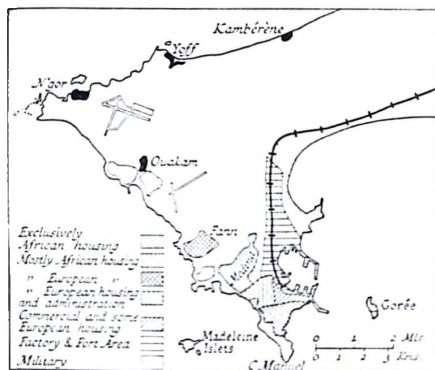 Kambérène
Yoff
N'gor
Ouakam
Fann
Medina
Exclusively
African housing
Mostly African housing
" European "
" European housing
and administration
Commercial and some
European housing
Factory & Port Area
Military
Madeleine
Islets
C. Manuel
Gorée
0 1 2 Mls
0 1 2 3 Kms.